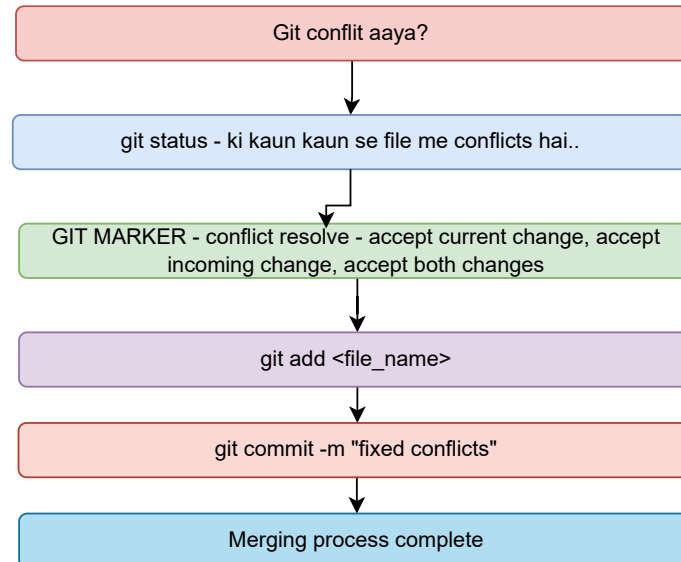 Git conflit aaya?
git status - ki kaun kaun se file me conflicts hai..
GIT MARKER - conflict resolve - accept current change, accept
incoming change, accept both changes
git add <file_name>
git commit -m "fixed conflicts"
Merging process complete